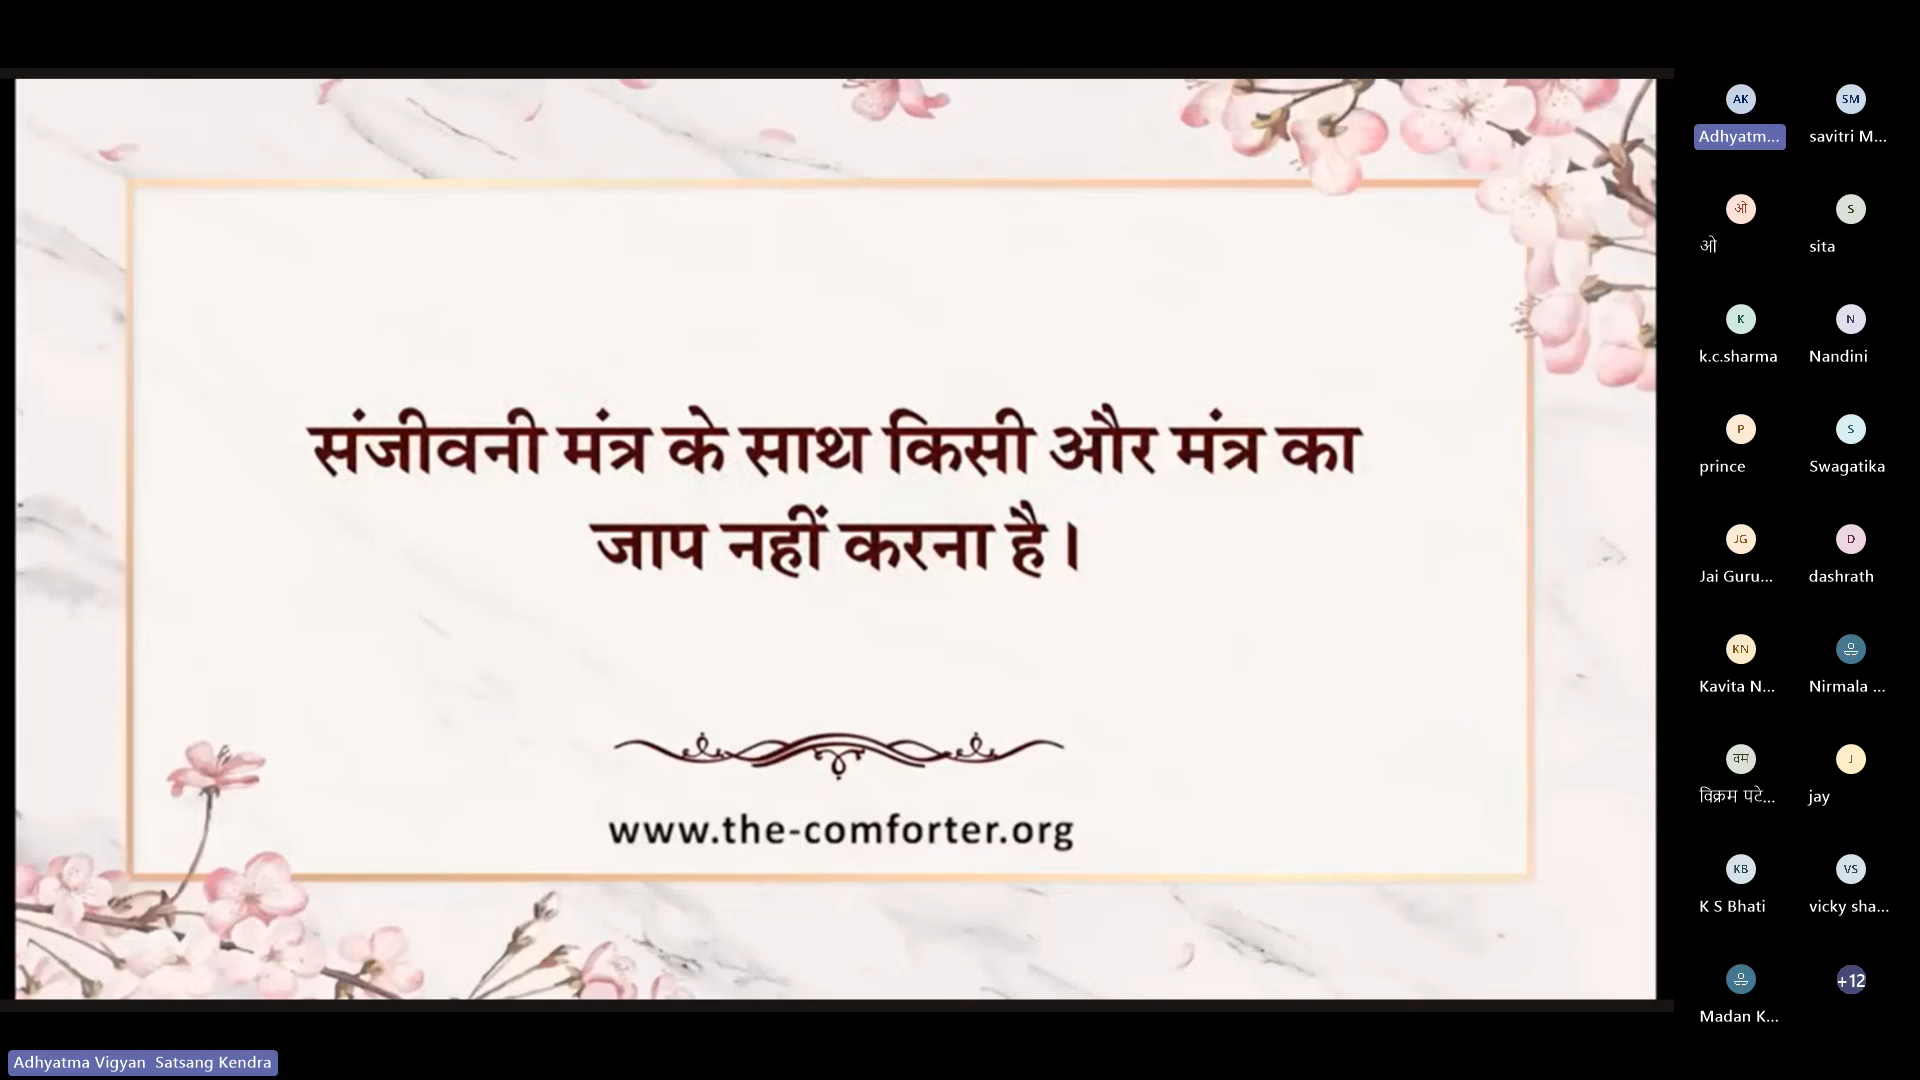 संजीवनी मंत्र के साथ किसी और मंत्र का
जाप नहीं करना है।
www.the-comforter.org
AK
Adhyatm...
SM
savitri M...
ओ
ओ
S
sita
K
k.c.sharma
N
Nandini
P
prince
S
Swagatika
JG
Jai Guru...
D
dashrath
KN
Kavita N...
Nirmala ...
वम
विक्रम पटे...
J
jay
KB
K S Bhati
VS
vicky sha...
Madan K...
+12
Adhyatma Vigyan Satsang Kendra